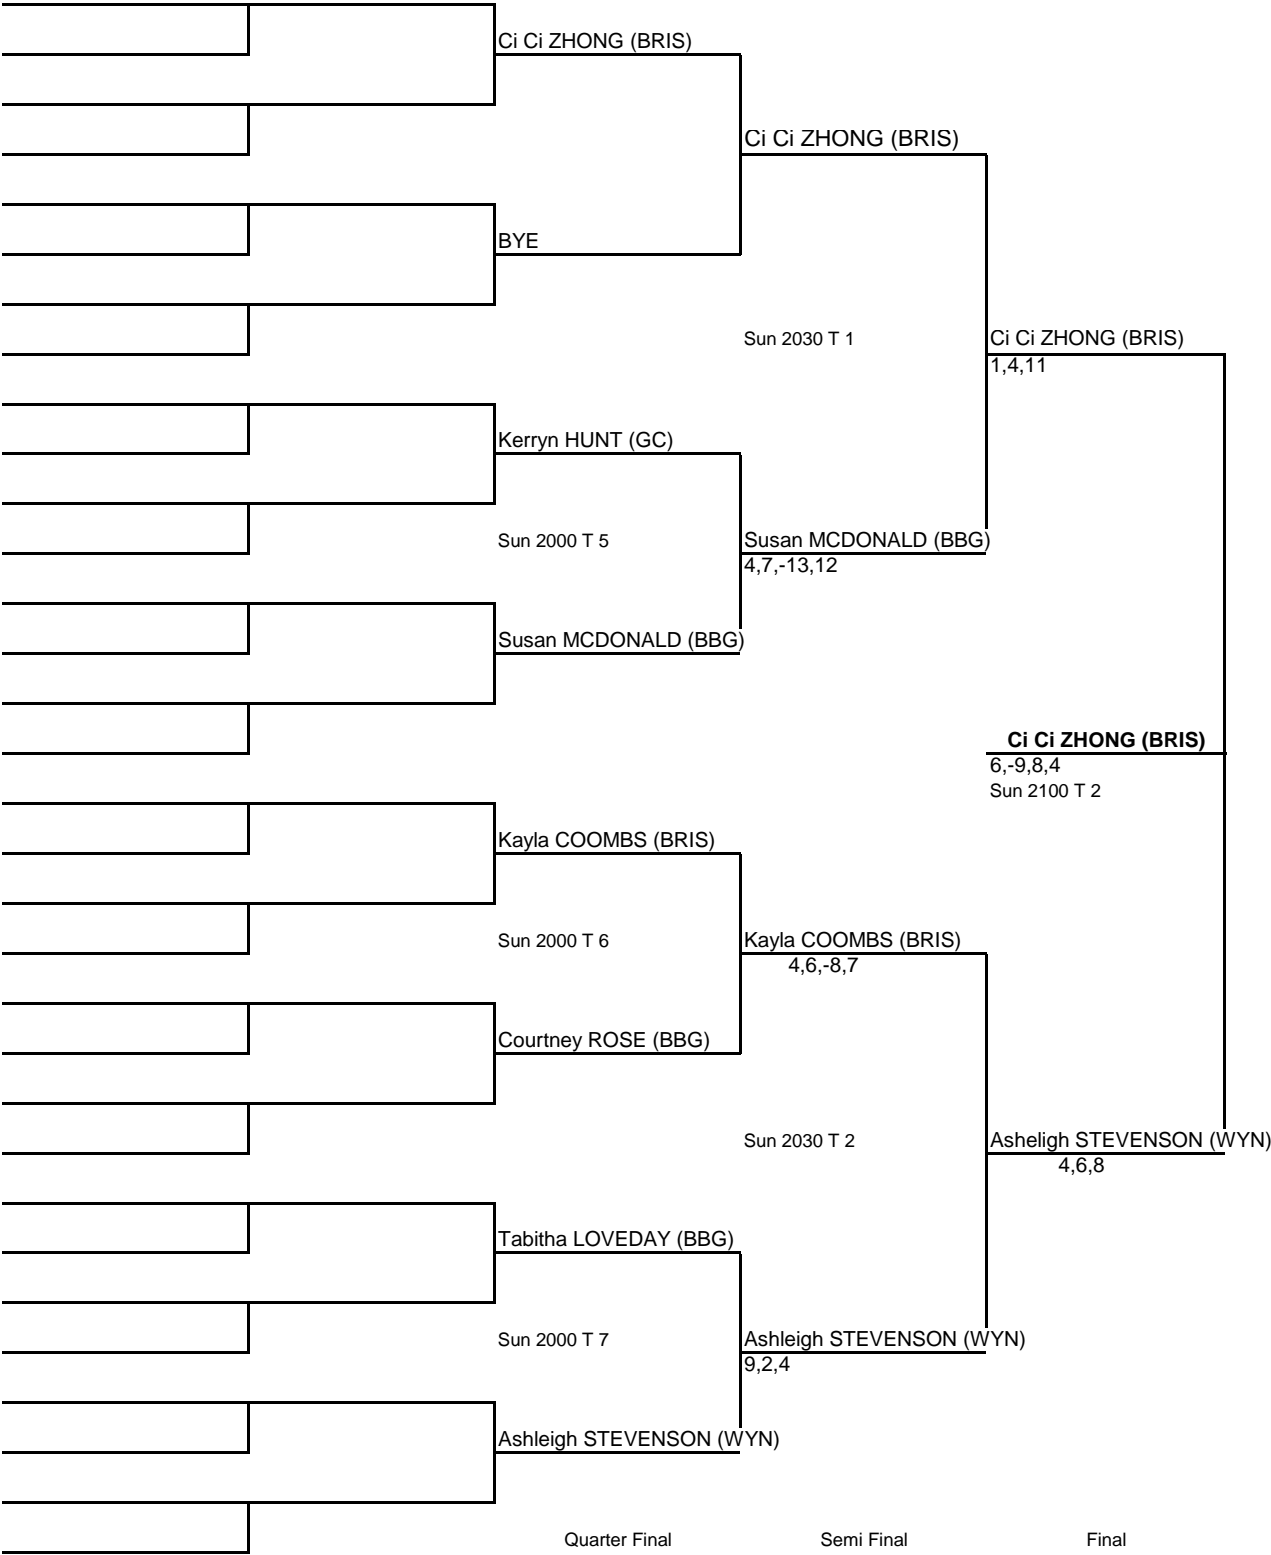 Ci Ci ZHONG (BRIS)
Ci Ci ZHONG (BRIS)
BYE
Sun 2030 T 1
Ci Ci ZHONG (BRIS)
1,4,11
Kerryn HUNT (GC)
Sun 2000 T 5
Susan MCDONALD (BBG)
4,7,-13,12
Susan MCDONALD (BBG)
Ci Ci ZHONG (BRIS)
6,-9,8,4
Sun 2100 T 2
Kayla COOMBS (BRIS)
Sun 2000 T 6
Kayla COOMBS (BRIS)
4,6,-8,7
Courtney ROSE (BBG)
Sun 2030 T 2
Asheligh STEVENSON (WYN)
4,6,8
Tabitha LOVEDAY (BBG)
Sun 2000 T 7
Ashleigh STEVENSON (WYN)
9,2,4
Ashleigh STEVENSON (WYN)
Quarter Final
Semi Final
Final